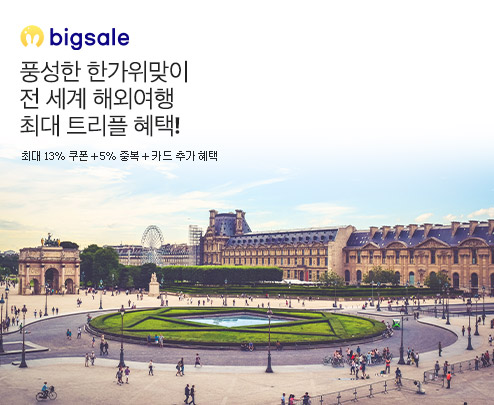 bigsale
풍성한 한가위맞이
전 세계 해외여행
최대 트리플 혜택!
최대 13% 쿠폰+5% 중복+카드 추가 혜택